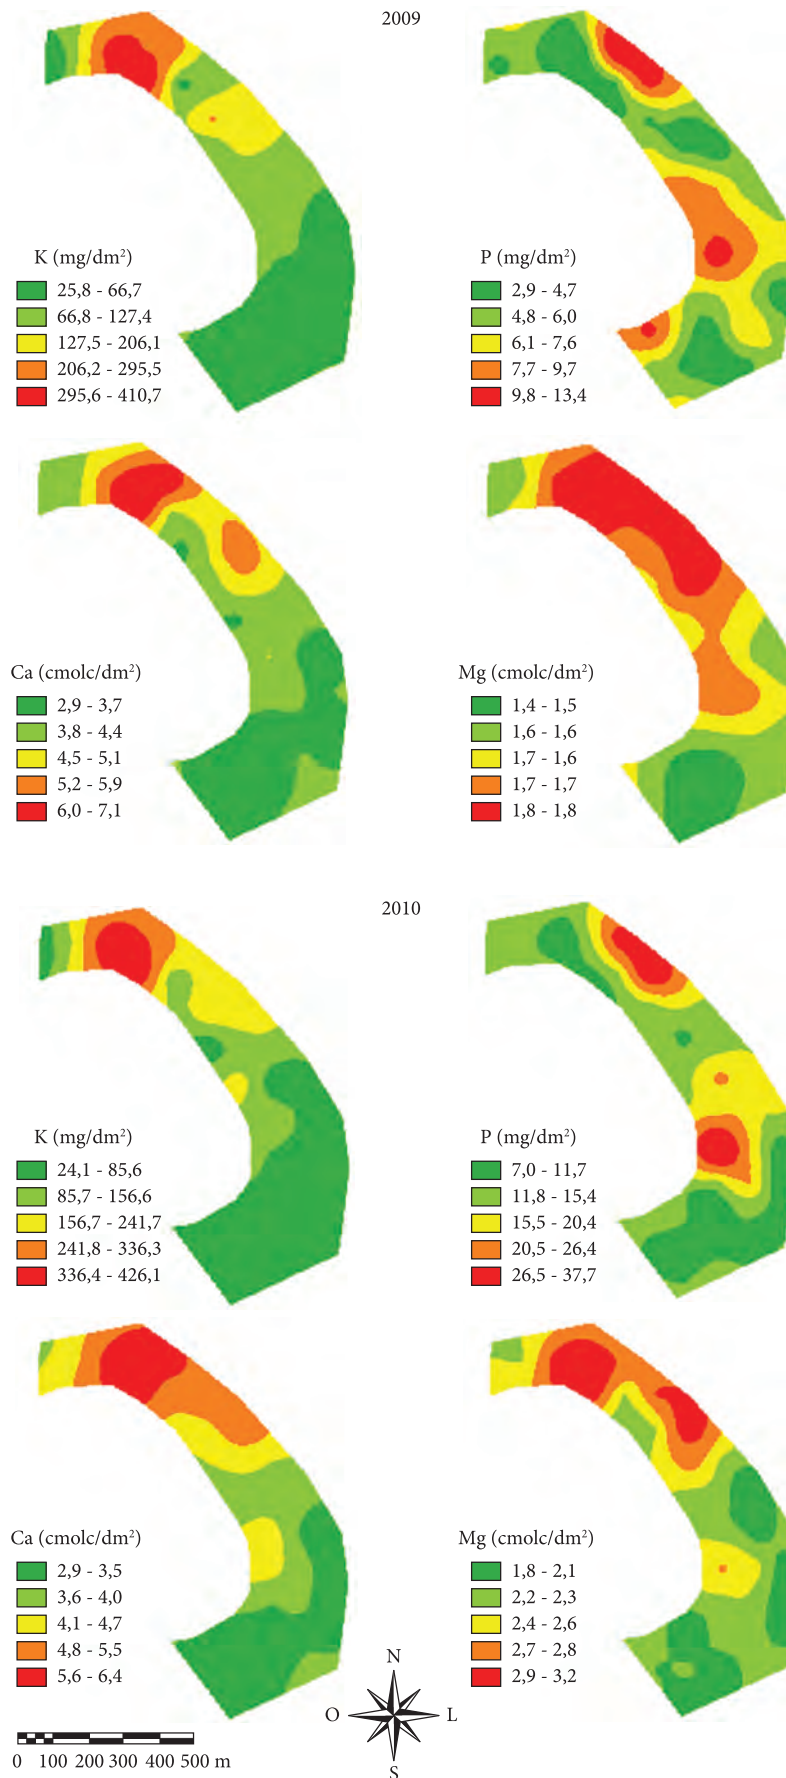 2009
K (mg/dm²)
25,8 - 66,7
66,8 - 127,4
127,5 - 206,1
206,2 - 295,5
295,6 - 410,7
P (mg/dm²)
2,9 - 4,7
4,8 - 6,0
6,1 - 7,6
7,7 - 9,7
9,8 - 13,4
Ca (cmolc/dm²)
2,9 - 3,7
3,8 - 4,4
4,5 - 5,1
5,2 - 5,9
6,0 - 7,1
Mg (cmolc/dm²)
1,4 - 1,5
1,6 - 1,6
1,7 - 1,6
1,7 - 1,7
1,8 - 1,8
2010
K (mg/dm²)
24,1 - 85,6
85,7 - 156,6
156,7 - 241,7
241,8 - 336,3
336,4 - 426,1
P (mg/dm²)
7,0 - 11,7
11,8 - 15,4
15,5 - 20,4
20,5 - 26,4
26,5 - 37,7
Ca (cmolc/dm²)
2,9 - 3,5
3,6 - 4,0
4,1 - 4,7
4,8 - 5,5
5,6 - 6,4
Mg (cmolc/dm²)
1,8 - 2,1
2,2 - 2,3
2,4 - 2,6
2,7 - 2,8
2,9 - 3,2
N
O L
S
0 100 200 300 400 500 m